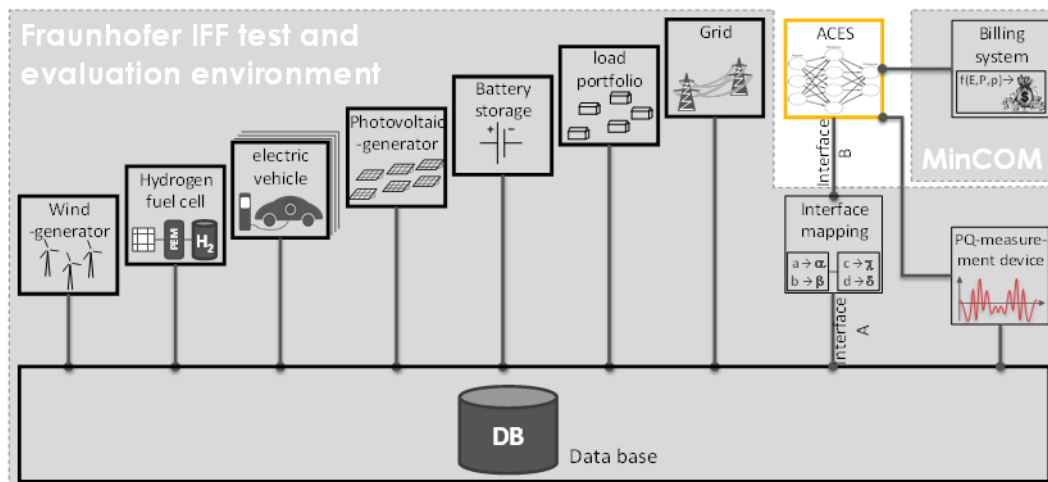 Fraunhofer IFF test and
evaluation environment
Wind
-generator
Hydrogen
fuel cell
PEM
H2
electric
vehicle
Photovoltaic
-generator
Battery
storage
+
-
load
portfolio
Grid
ACES
Billing
system
f(E,P,p)→
$
MinCOM
Interface
B
Interface
mapping
a→α
b→β
c→χ
d→δ
Interface
A
PQ-measure-
ment device
DB
Data base